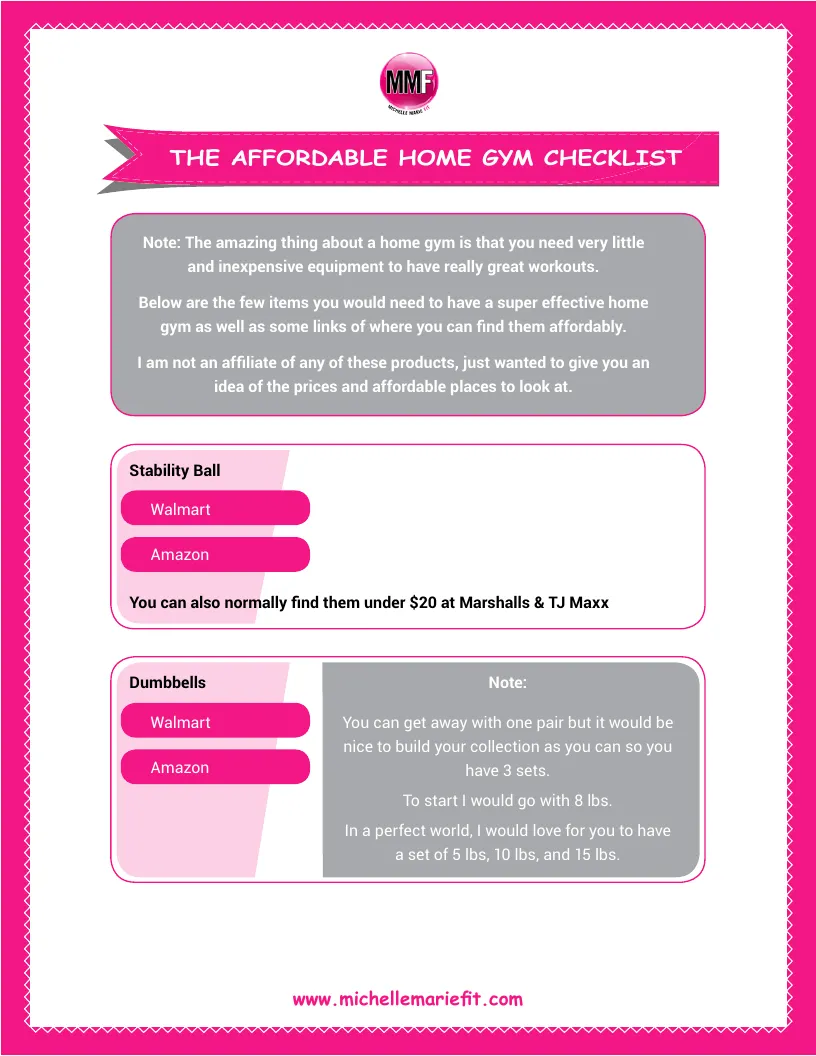 MMF
MICHELLE MARIE FIT
THE AFFORDABLE HOME GYM CHECKLIST
Note: The amazing thing about a home gym is that you need very little
and inexpensive equipment to have really great workouts.
Below are the few items you would need to have a super effective home
gym as well as some links of where you can find them affordably.
I am not an affiliate of any of these products, just wanted to give you an
idea of the prices and affordable places to look at.
Stability Ball
Walmart
Amazon
You can also normally find them under $20 at Marshalls & TJ Maxx
Dumbbells
Walmart
Amazon
Note:
You can get away with one pair but it would be
nice to build your collection as you can so you
have 3 sets.
To start I would go with 8 lbs.
In a perfect world, I would love for you to have
a set of 5 lbs, 10 lbs, and 15 lbs.
www.michellemariefit.com